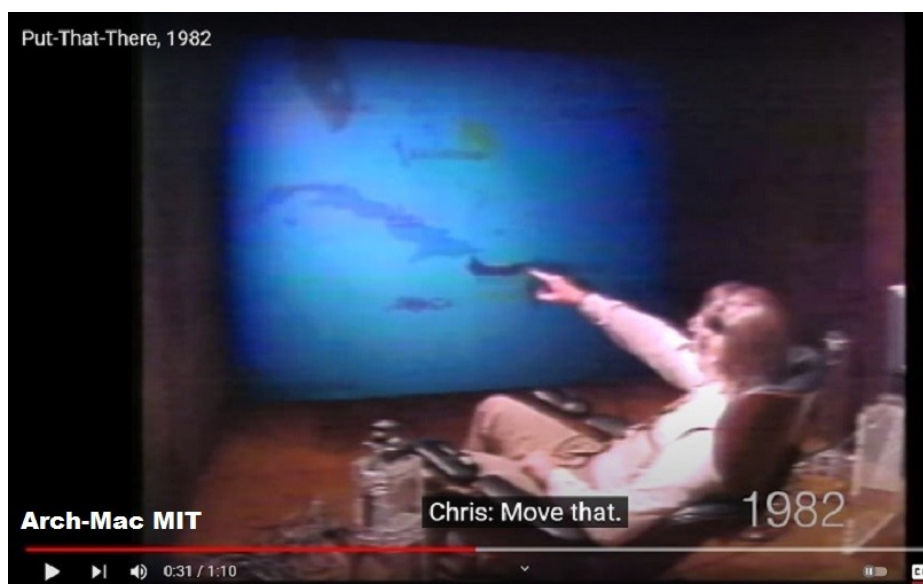 Put-That-There, 1982
Chris: Move that.
1982
Arch-Mac MIT
0:31 / 1:10